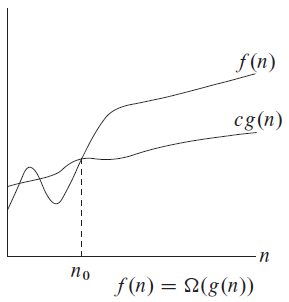 f(n)
cg(n)
n
n₀
f(n) = Ω(g(n))